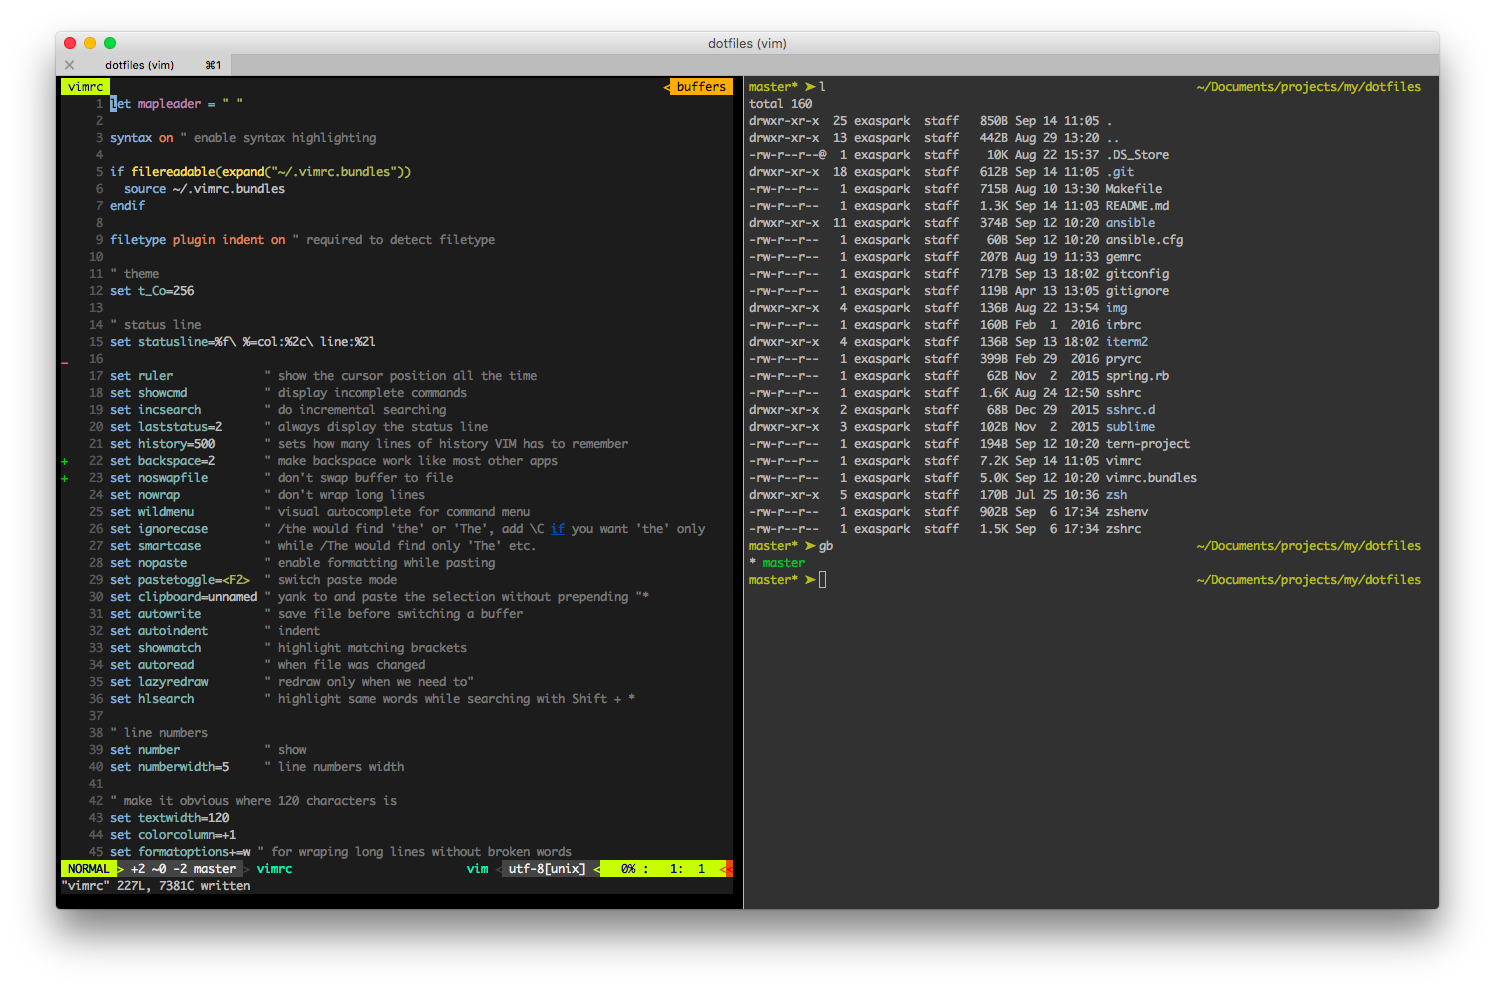 dotfiles (vim)
dotfiles (vim) ⌘1
vimrc < buffers
1 let mapleader = " "
2
3 syntax on " enable syntax highlighting
4
5 if filereadable(expand("~/.vimrc.bundles"))
6   source ~/.vimrc.bundles
7 endif
8
9 filetype plugin indent on " required to detect filetype
10
11 " theme
12 set t_Co=256
13
14 " status line
15 set statusline=%f\ %=col:%2c\ line:%2l
_ 16
17 set ruler             " show the cursor position all the time
18 set showcmd           " display incomplete commands
19 set incsearch         " do incremental searching
20 set laststatus=2      " always display the status line
21 set history=500       " sets how many lines of history VIM has to remember
+ 22 set backspace=2       " make backspace work like most other apps
+ 23 set noswapfile        " don't swap buffer to file
24 set nowrap            " don't wrap long lines
25 set wildmenu          " visual autocomplete for command menu
26 set ignorecase        " /the would find 'the' or 'The', add \C if you want 'the' only
27 set smartcase         " while /The would find only 'The' etc.
28 set nopaste           " enable formatting while pasting
29 set pastetoggle=<F2>  " switch paste mode
30 set clipboard=unnamed " yank to and paste the selection without prepending "*
31 set autowrite         " save file before switching a buffer
32 set autoindent        " indent
33 set showmatch         " highlight matching brackets
34 set autoread          " when file was changed
35 set lazyredraw        " redraw only when we need to"
36 set hlsearch          " highlight same words while searching with Shift + *
37
38 " line numbers
39 set number            " show
40 set numberwidth=5     " line numbers width
41
42 " make it obvious where 120 characters is
43 set textwidth=120
44 set colorcolumn=+1
45 set formatoptions+=w " for wraping long lines without broken words
NORMAL > +2 ~0 -2 master > vimrc vim < utf-8[unix] < 0% : 1: 1 <<
"vimrc" 227L, 7381C written
master* ➤ l ~/Documents/projects/my/dotfiles
total 160
drwxr-xr-x  25 exaspark  staff   850B Sep 14 11:05 .
drwxr-xr-x  13 exaspark  staff   442B Aug 29 13:20 ..
-rw-r--r--@  1 exaspark  staff    10K Aug 22 15:37 .DS_Store
drwxr-xr-x  18 exaspark  staff   612B Sep 14 11:05 .git
-rw-r--r--   1 exaspark  staff   715B Aug 10 13:30 Makefile
-rw-r--r--   1 exaspark  staff   1.3K Sep 14 11:03 README.md
drwxr-xr-x  11 exaspark  staff   374B Sep 12 10:20 ansible
-rw-r--r--   1 exaspark  staff    60B Sep 12 10:20 ansible.cfg
-rw-r--r--   1 exaspark  staff   207B Aug 19 11:33 gemrc
-rw-r--r--   1 exaspark  staff   717B Sep 13 18:02 gitconfig
-rw-r--r--   1 exaspark  staff   119B Apr 13 13:05 gitignore
drwxr-xr-x   4 exaspark  staff   136B Aug 22 13:54 img
-rw-r--r--   1 exaspark  staff   160B Feb  1  2016 irbrc
drwxr-xr-x   4 exaspark  staff   136B Sep 13 18:02 iterm2
-rw-r--r--   1 exaspark  staff   399B Feb 29  2016 pryrc
-rw-r--r--   1 exaspark  staff    62B Nov  2  2015 spring.rb
-rw-r--r--   1 exaspark  staff   1.6K Aug 24 12:50 sshrc
drwxr-xr-x   2 exaspark  staff    68B Dec 29  2015 sshrc.d
drwxr-xr-x   3 exaspark  staff   102B Nov  2  2015 sublime
-rw-r--r--   1 exaspark  staff   194B Sep 12 10:20 tern-project
-rw-r--r--   1 exaspark  staff   7.2K Sep 14 11:05 vimrc
-rw-r--r--   1 exaspark  staff   5.0K Sep 12 10:20 vimrc.bundles
drwxr-xr-x   5 exaspark  staff   170B Jul 25 10:36 zsh
-rw-r--r--   1 exaspark  staff   902B Sep  6 17:34 zshenv
-rw-r--r--   1 exaspark  staff   1.5K Sep  6 17:34 zshrc
master* ➤ gb ~/Documents/projects/my/dotfiles
* master
master* ➤ ~/Documents/projects/my/dotfiles